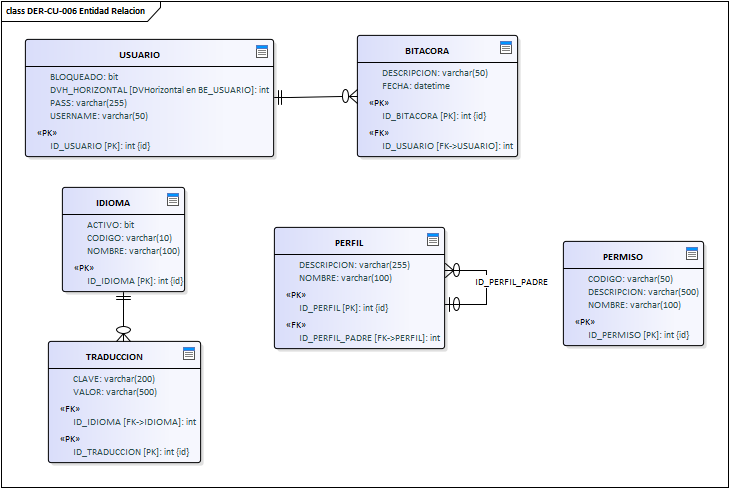 class DER-CU-006 Entidad Relacion
USUARIO
BLOQUEADO: bit
DVH_HORIZONTAL [DVHorizontal en BE_USUARIO]: int
PASS: varchar(255)
USERNAME: varchar(50)
«PK»
ID_USUARIO [PK]: int {id}
BITACORA
DESCRIPCION: varchar(50)
FECHA: datetime
«PK»
ID_BITACORA [PK]: int {id}
«FK»
ID_USUARIO [FK->USUARIO]: int
IDIOMA
ACTIVO: bit
CODIGO: varchar(10)
NOMBRE: varchar(100)
«PK»
ID_IDIOMA [PK]: int {id}
PERFIL
DESCRIPCION: varchar(255)
NOMBRE: varchar(100)
«PK»
ID_PERFIL [PK]: int {id}
«FK»
ID_PERFIL_PADRE [FK->PERFIL]: int
ID_PERFIL_PADRE
PERMISO
CODIGO: varchar(50)
DESCRIPCION: varchar(500)
NOMBRE: varchar(100)
«PK»
ID_PERMISO [PK]: int {id}
TRADUCCION
CLAVE: varchar(200)
VALOR: varchar(500)
«FK»
ID_IDIOMA [FK->IDIOMA]: int
«PK»
ID_TRADUCCION [PK]: int {id}